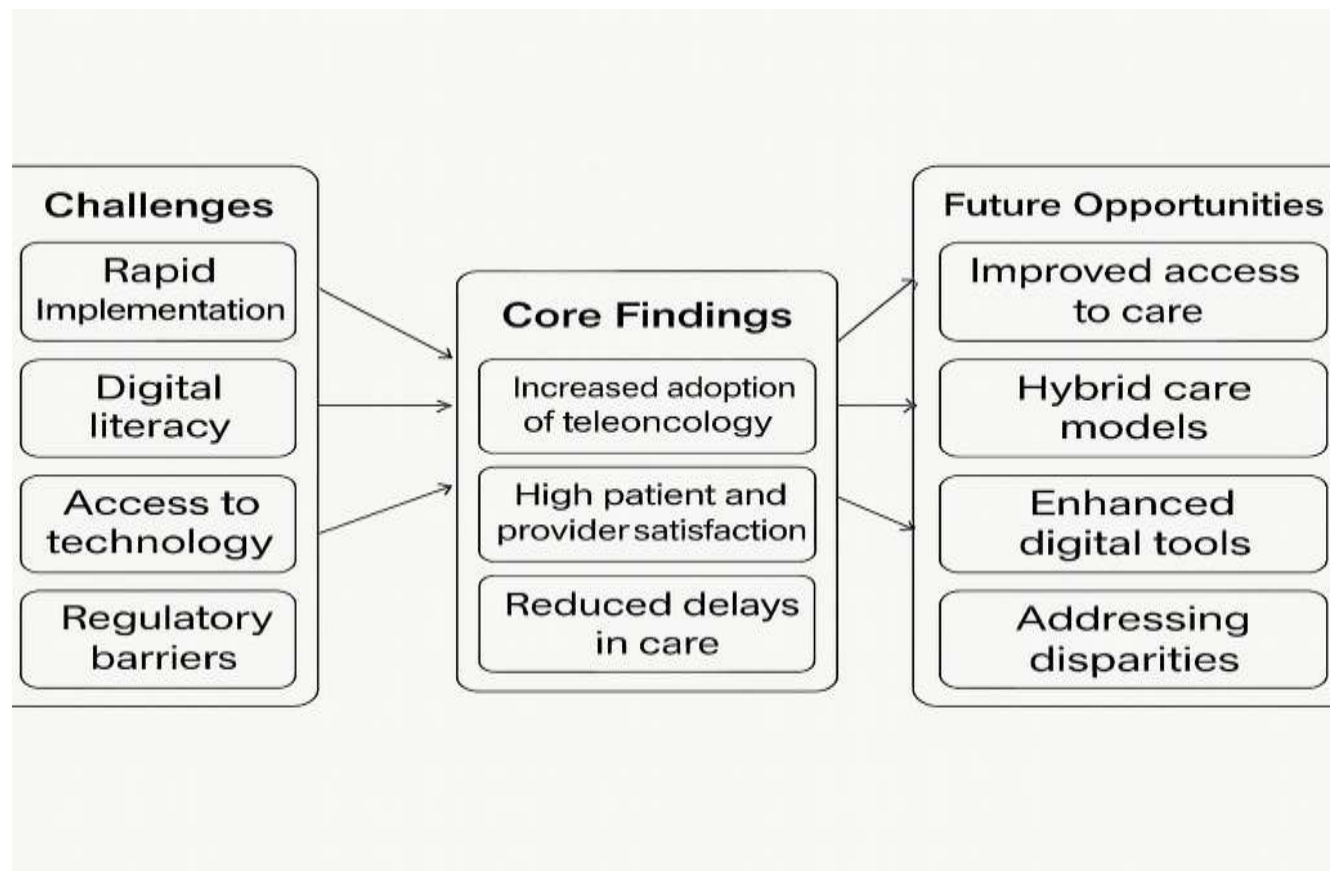 Challenges
Rapid
Implementation
Digital
literacy
Access to
technology
Regulatory
barriers
Core Findings
Increased adoption
of teleoncology
High patient and
provider satisfaction
Reduced delays
in care
Future Opportunities
Improved access
to care
Hybrid care
models
Enhanced
digital tools
Addressing
disparities